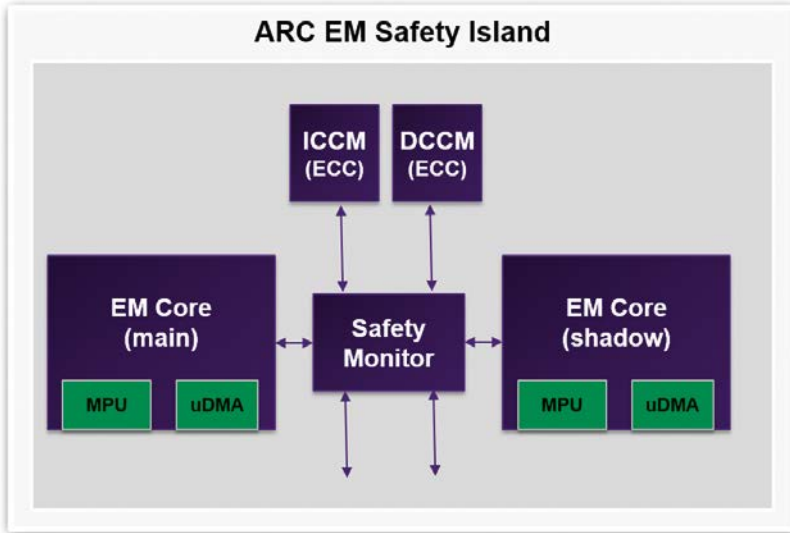 ARC EM Safety Island
ICCM
(ECC)
DCCM
(ECC)
EM Core
(main)
MPU
uDMA
Safety
Monitor
EM Core
(shadow)
MPU
uDMA